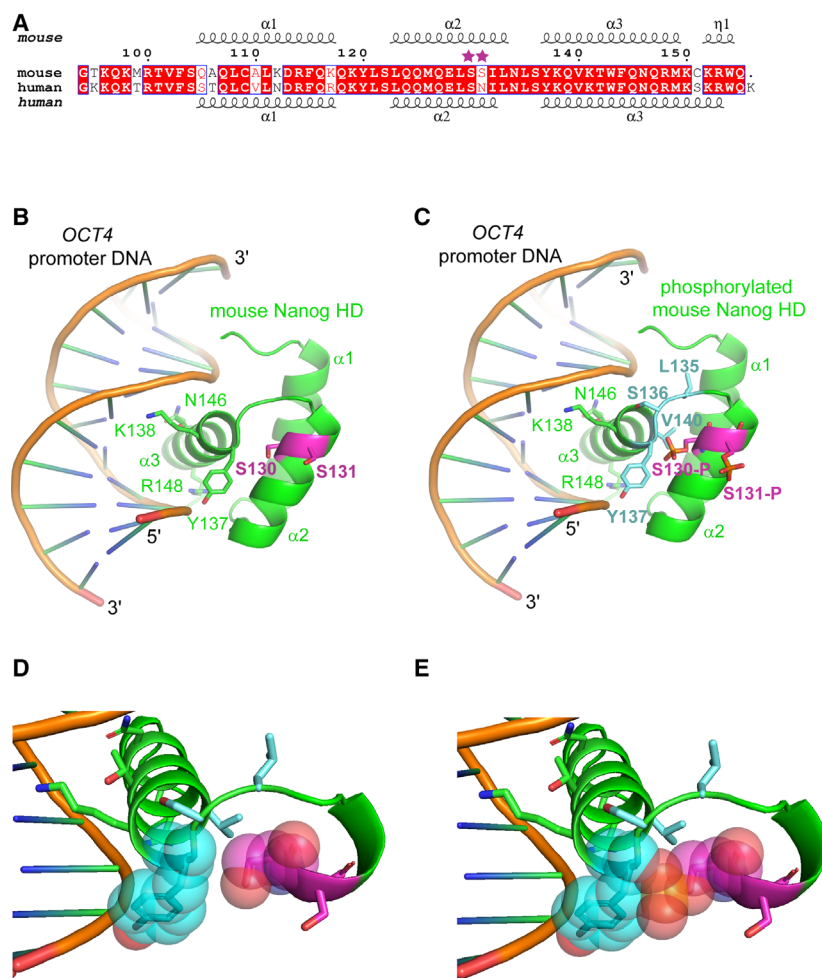 A
α1 α2 α3 η1
mouse
100 110 120 140 150
mouse GTKQKMRTVFSQAQLCALKDRFQKQKYLSLQQMQELSSILNLSYKQVKTWFQNQRMKCKRWQ.
human GKKQKTRTVFSSTQLCVLNDRFQRQKYLSLQQMQELSNILNLSYKQVKTWFQNQRMKSKRWQK
human
α1 α2 α3
B
OCT4
promoter DNA
3'
mouse Nanog HD
α1
N146
K138
α3
S130
S131
R148
Y137
α2
5'
3'
C
OCT4
promoter DNA
3'
phosphorylated
mouse Nanog HD
L135
α1
S136
N146
V140
K138
α3
S130-P
R148
S131-P
Y137
α2
5'
3'
D
E